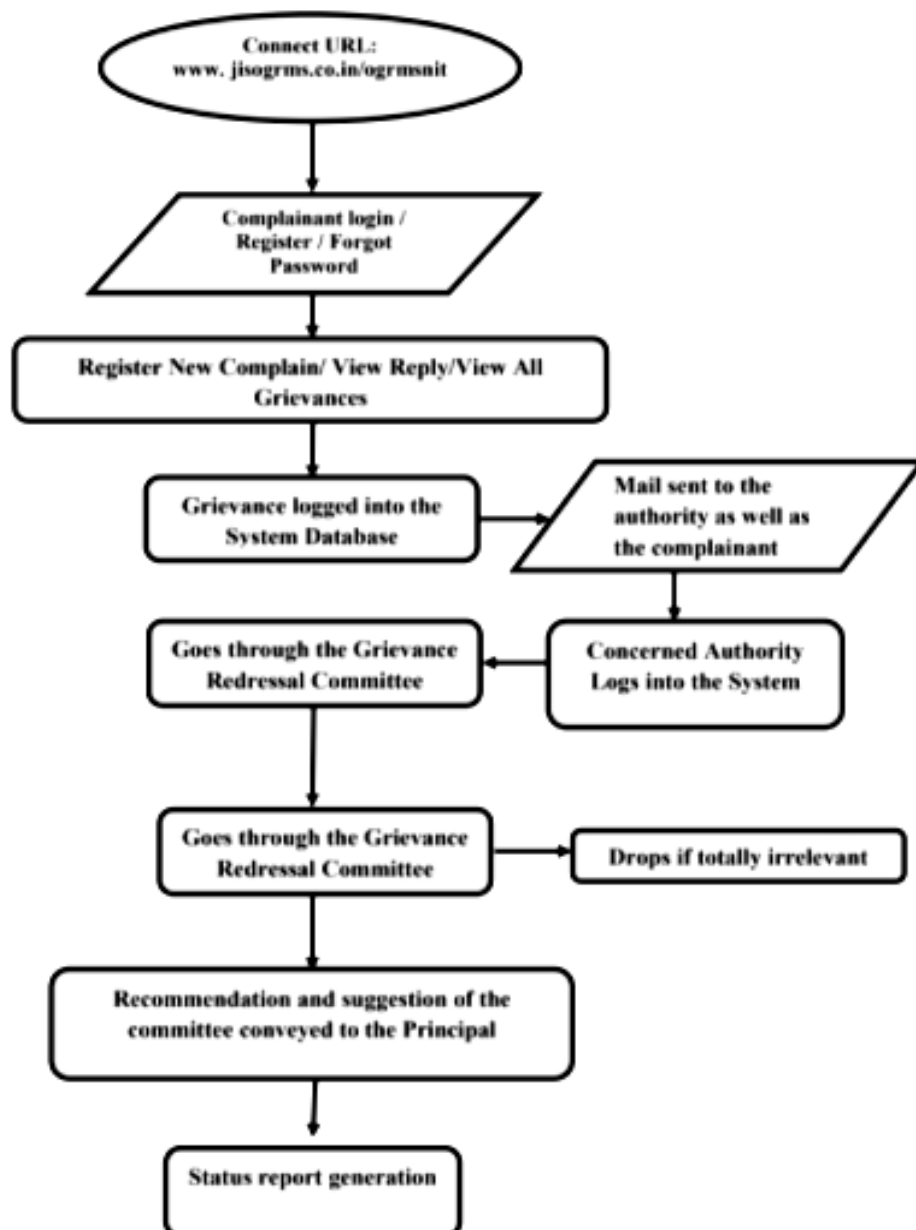 Connect URL:
www. jisogrms.co.in/ogrmsnit
Complainant login /
Register / Forgot
Password
Register New Complain/ View Reply/View All
Grievances
Grievance logged into the
System Database
Mail sent to the
authority as well as
the complainant
Concerned Authority
Logs into the System
Goes through the Grievance
Redressal Committee
Goes through the Grievance
Redressal Committee
Drops if totally irrelevant
Recommendation and suggestion of the
committee conveyed to the Principal
Status report generation